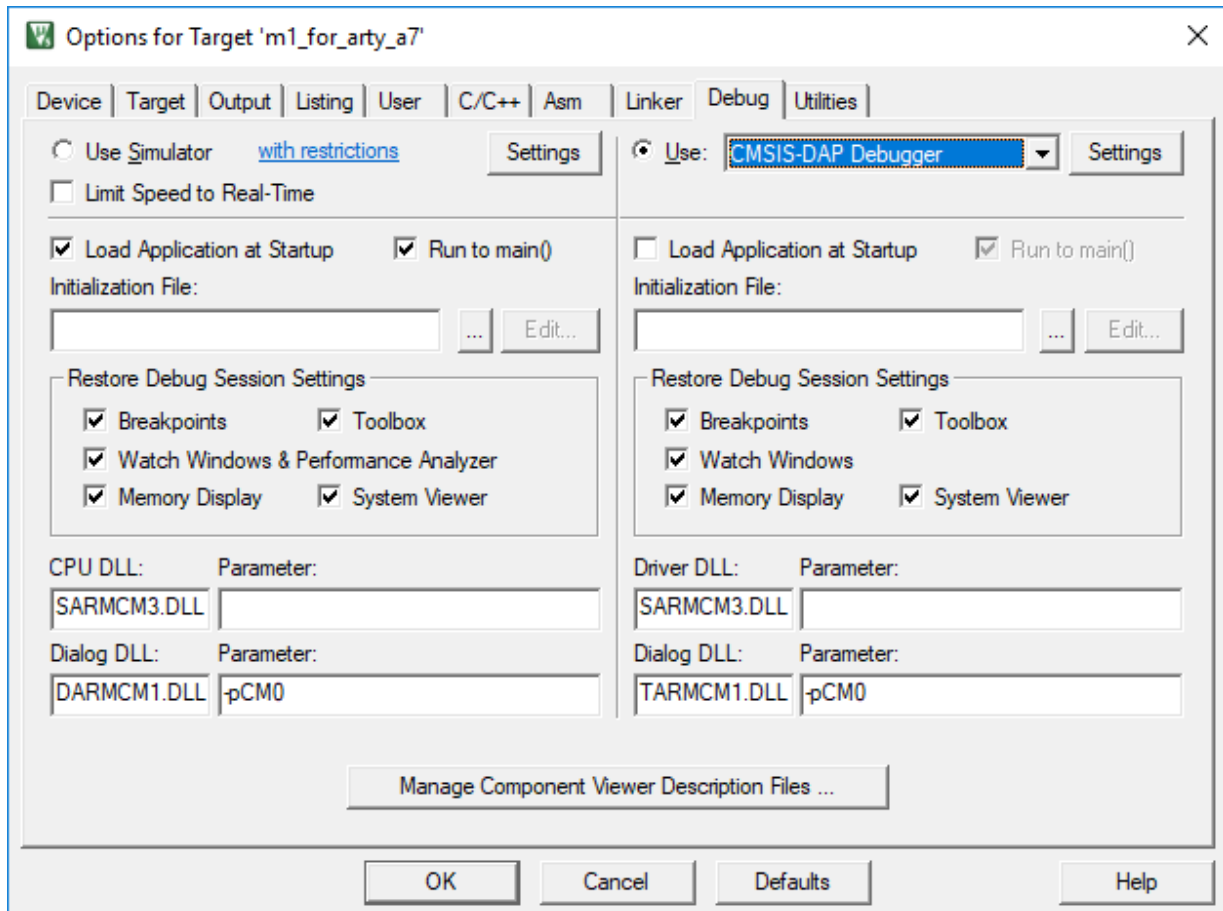 Options for Target 'm1_for_arty_a7'
Device Target Output Listing User C/C++ Asm Linker Debug Utilities
Use Simulator with restrictions Settings
Limit Speed to Real-Time
Use: CMSIS-DAP Debugger Settings
Load Application at Startup Run to main()
Initialization File:
... Edit...
Restore Debug Session Settings
Breakpoints Toolbox
Watch Windows & Performance Analyzer
Memory Display System Viewer
CPU DLL: Parameter:
SARMCM3.DLL
Dialog DLL: Parameter:
DARMCM1.DLL -pCM0
Load Application at Startup Run to main()
Initialization File:
... Edit...
Restore Debug Session Settings
Breakpoints Toolbox
Watch Windows
Memory Display System Viewer
Driver DLL: Parameter:
SARMCM3.DLL
Dialog DLL: Parameter:
TARMCM1.DLL -pCM0
Manage Component Viewer Description Files ...
OK Cancel Defaults Help